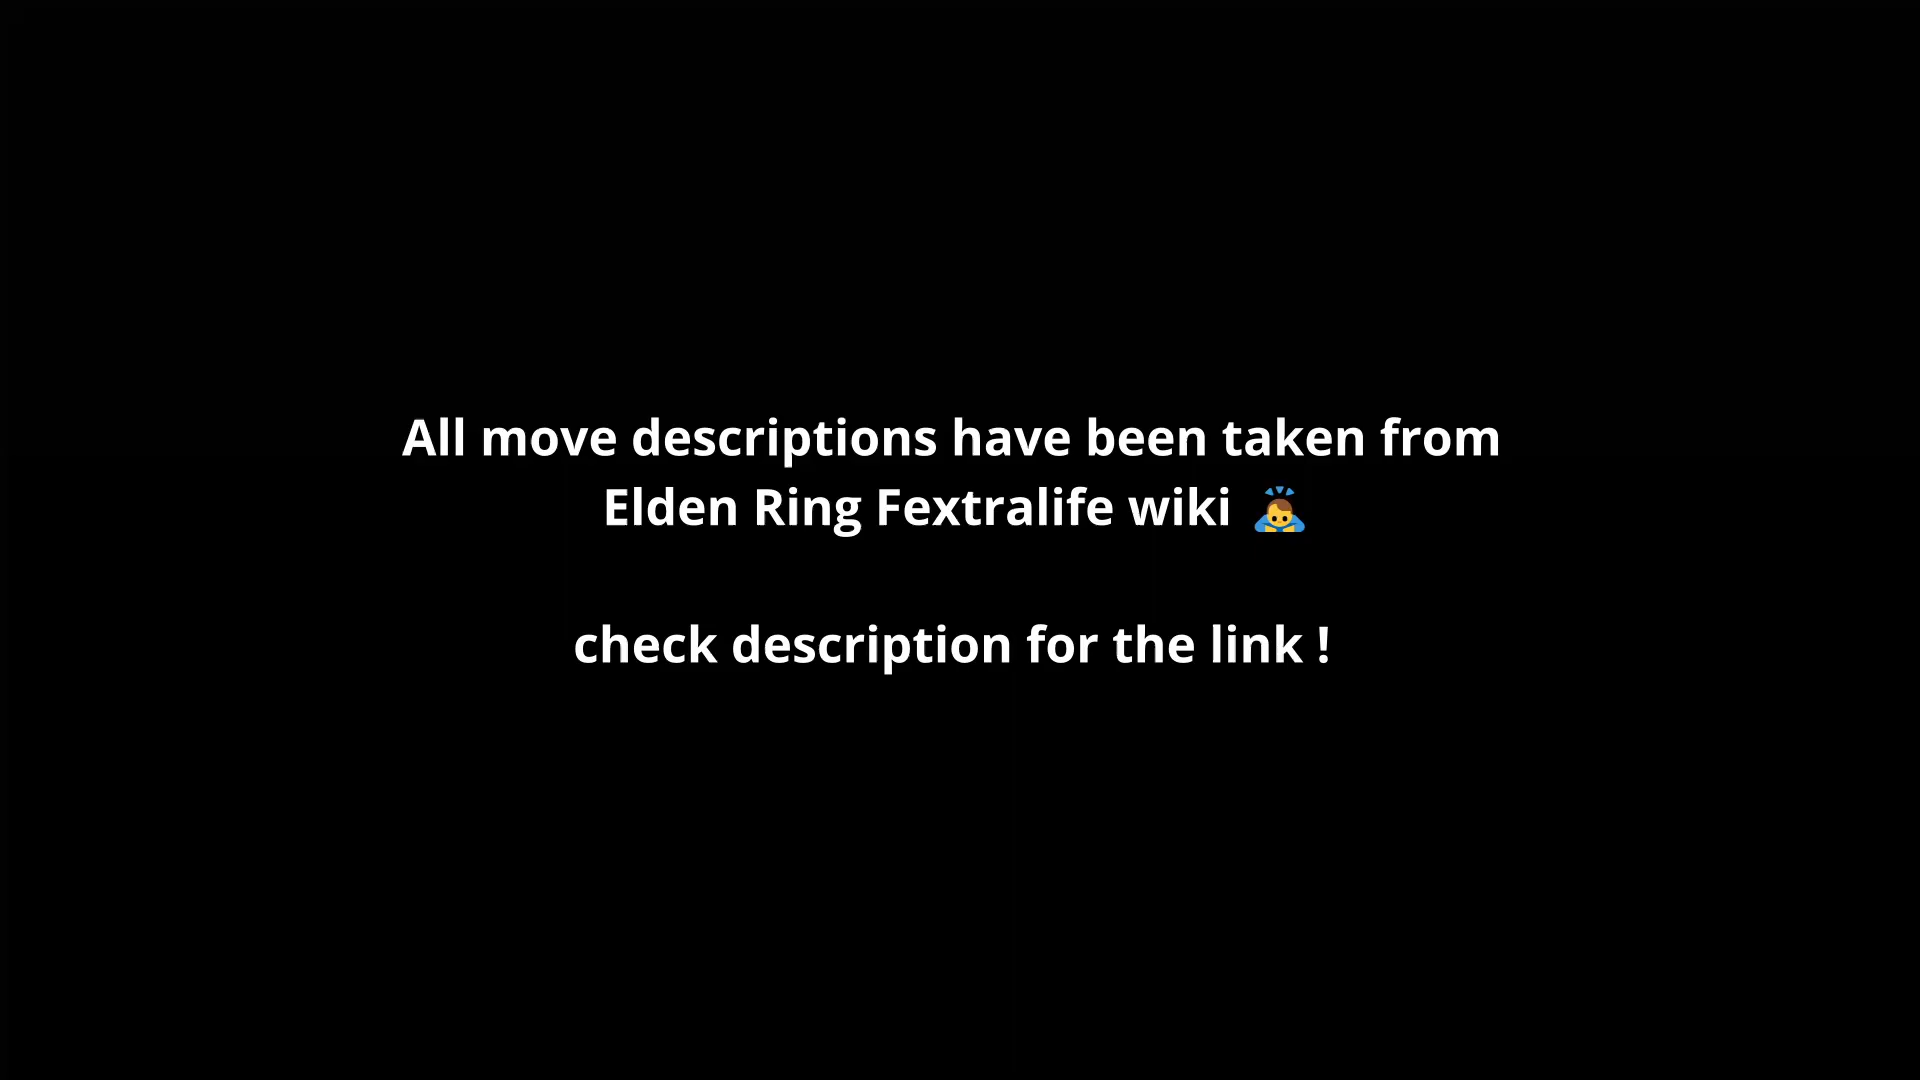 All move descriptions have been taken from
Elden Ring Fextralife wiki 🙇
check description for the link !